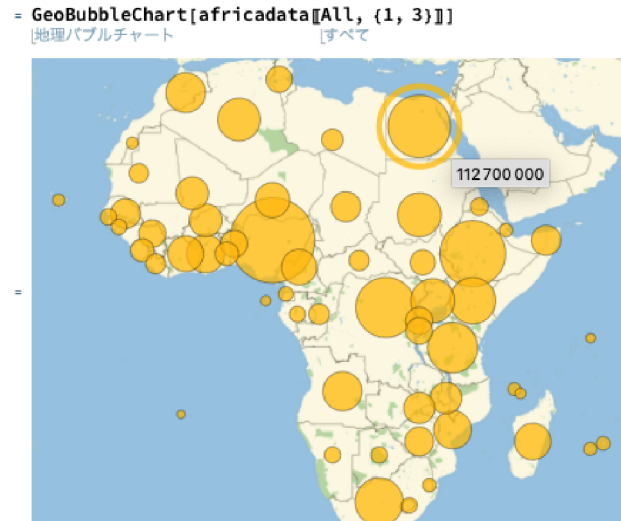 = GeoBubbleChart[africadata〚All, {1, 3}〛]
地理バブルチャート すべて
112 700 000
=